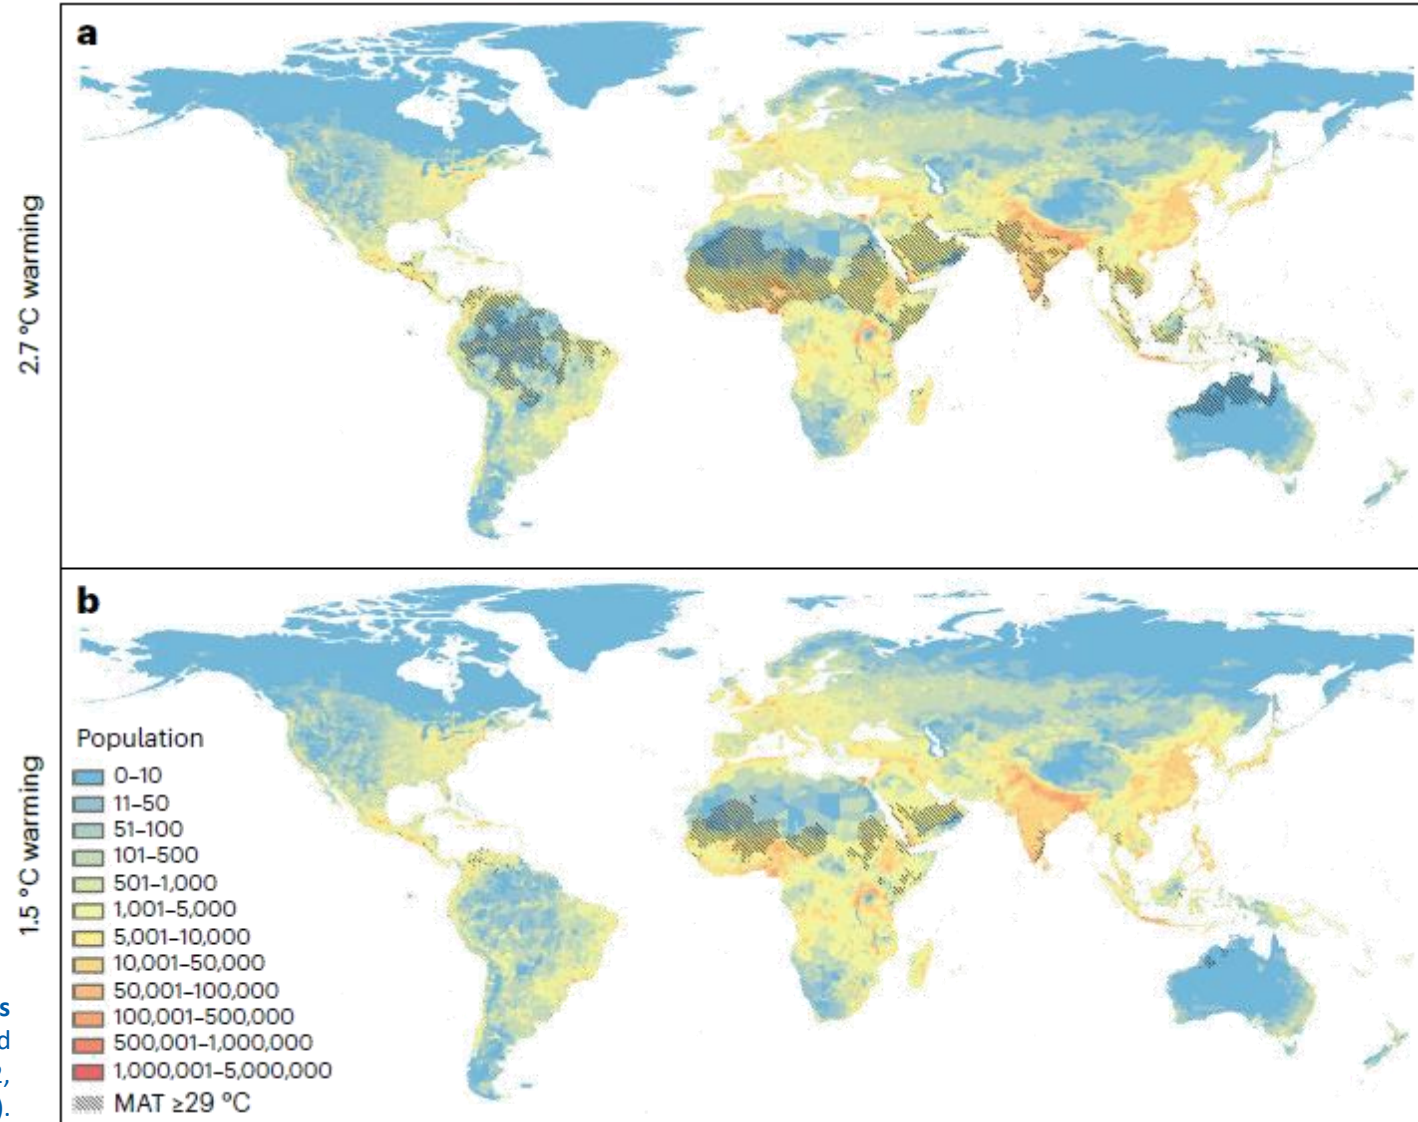 a
2.7 °C warming
b
1.5 °C warming
Population
0–10
11–50
51–100
101–500
501–1,000
1,001–5,000
5,001–10,000
10,001–50,000
50,001–100,000
100,001–500,000
500,001–1,000,000
1,000,001–5,000,000
MAT ≥29 °C
s
d
2,
).